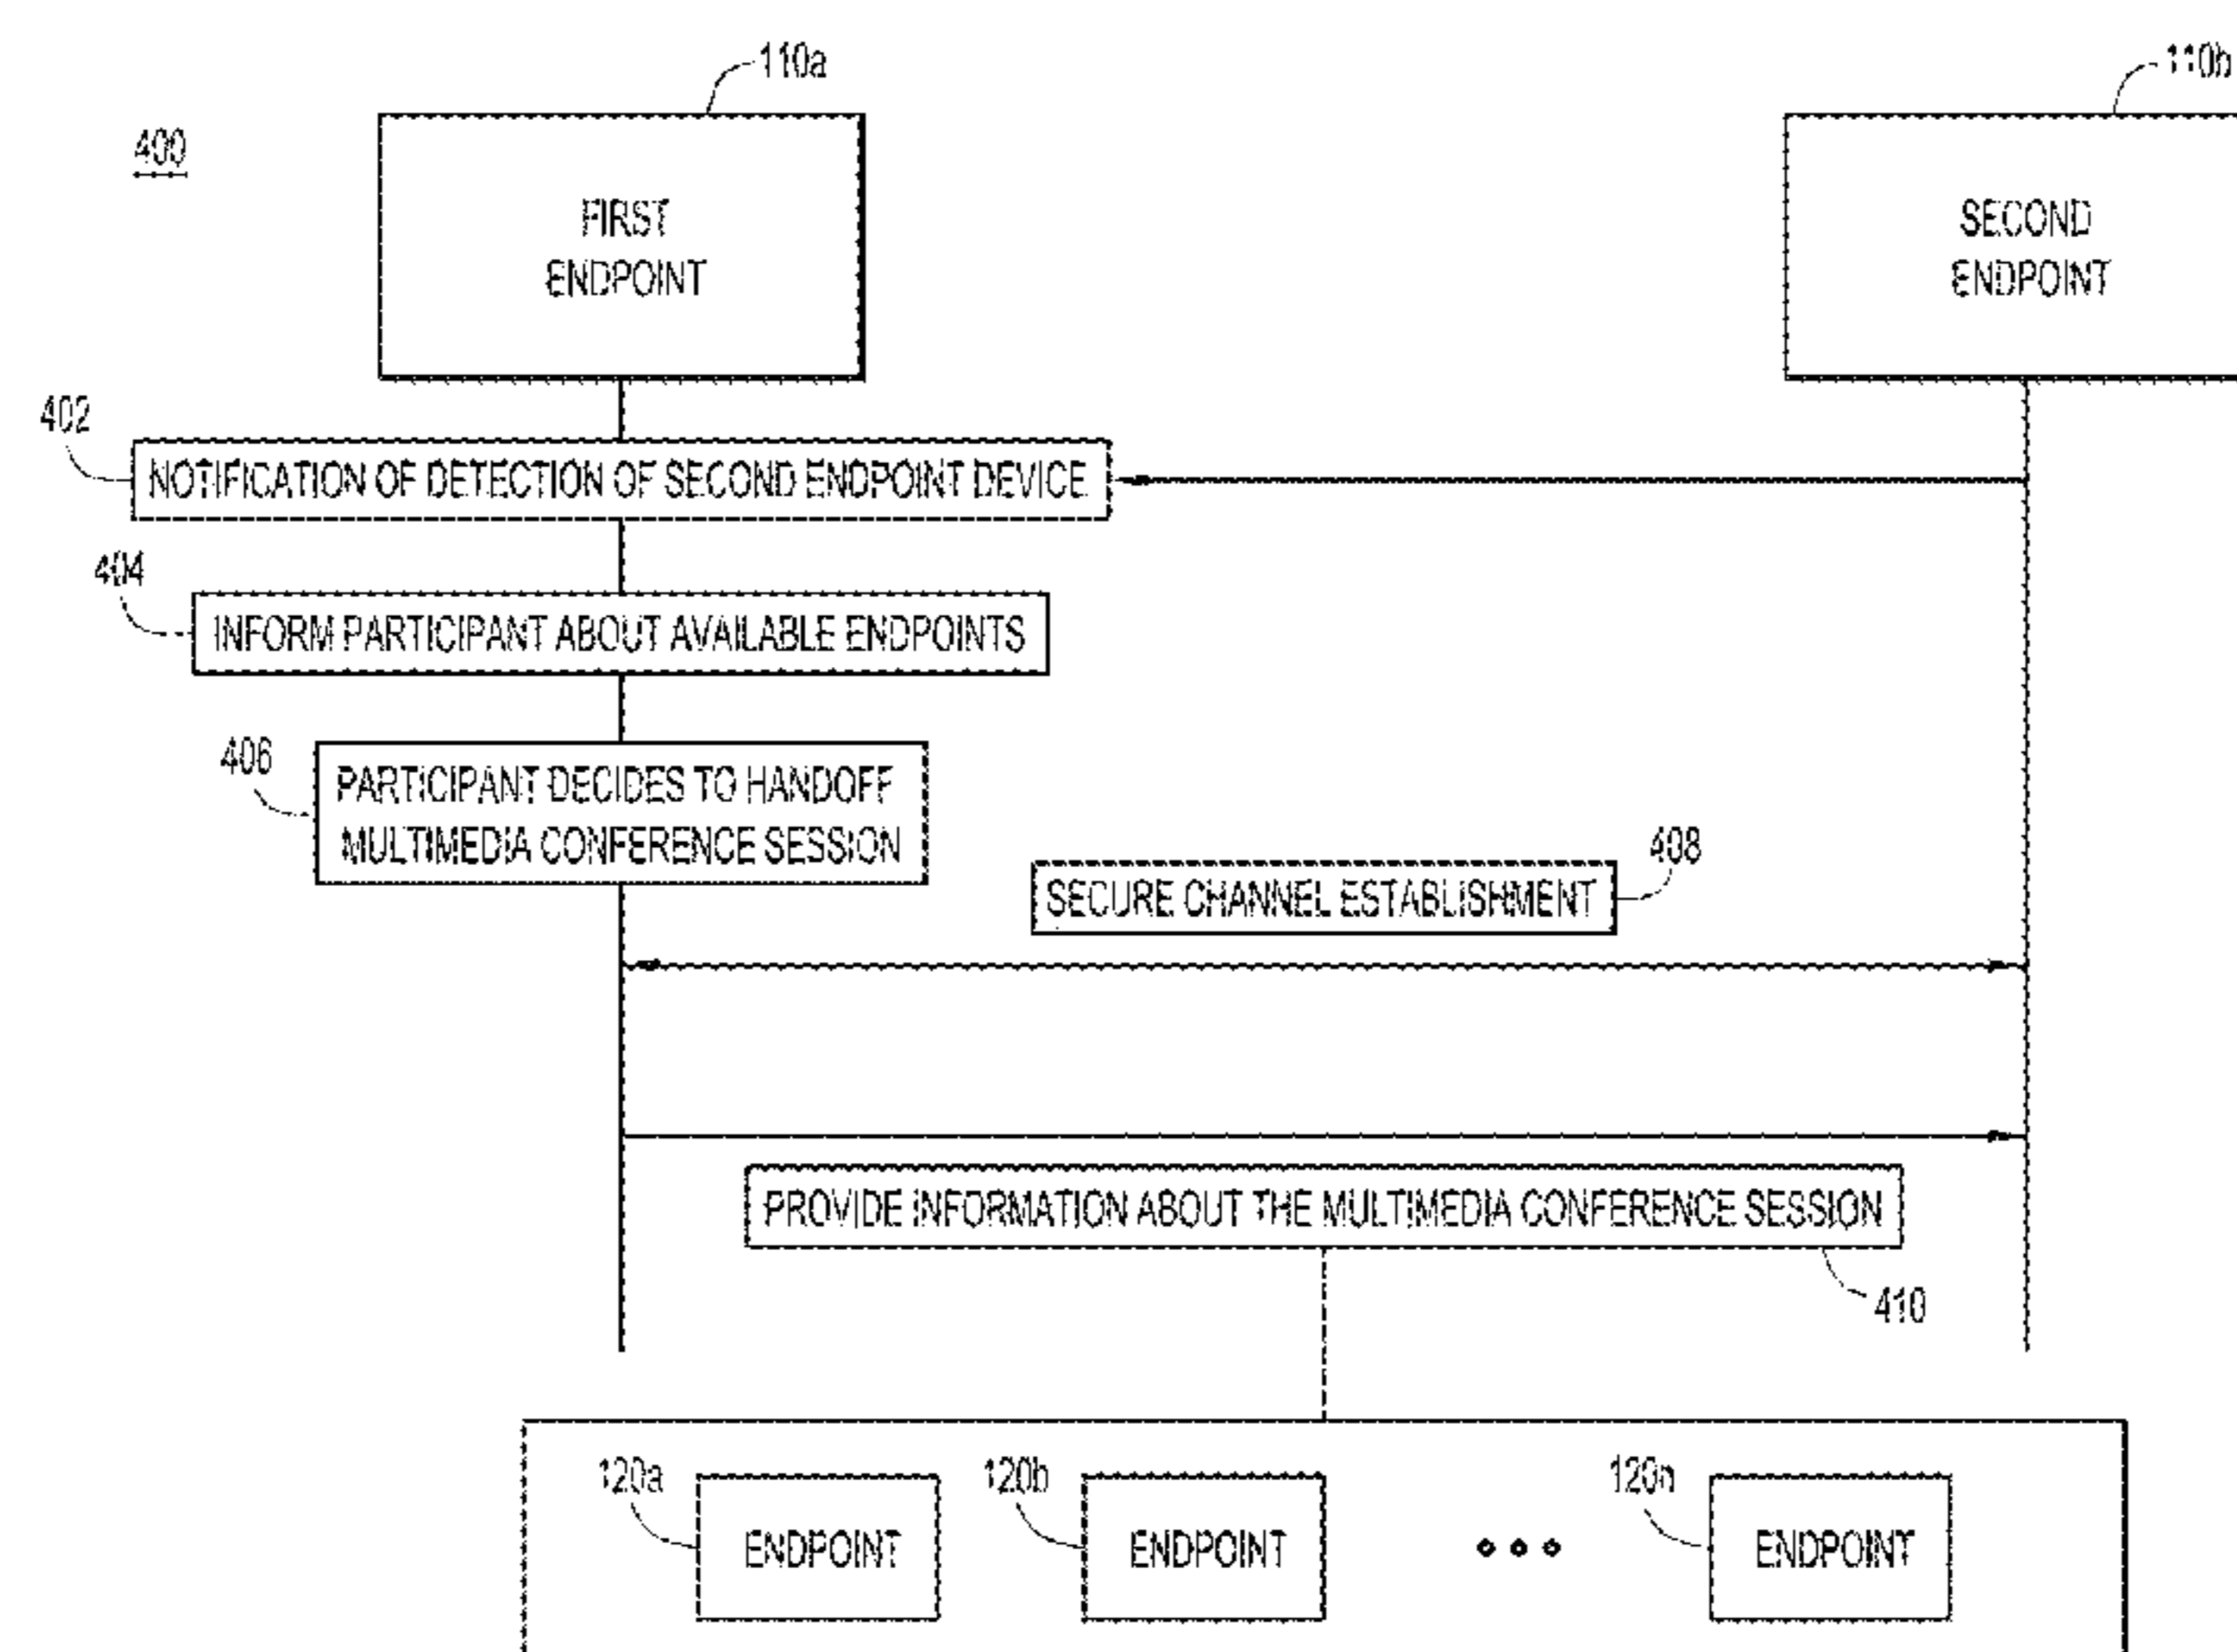 110a
110b
400
FIRST
ENDPOINT
SECOND
ENDPOINT
402
NOTIFICATION OF DETECTION OF SECOND ENDPOINT DEVICE
404
INFORM PARTICIPANT ABOUT AVAILABLE ENDPOINTS
406
PARTICIPANT DECIDES TO HANDOFF
MULTIMEDIA CONFERENCE SESSION
408
SECURE CHANNEL ESTABLISHMENT
PROVIDE INFORMATION ABOUT THE MULTIMEDIA CONFERENCE SESSION
410
120a
ENDPOINT
120b
ENDPOINT
120n
ENDPOINT